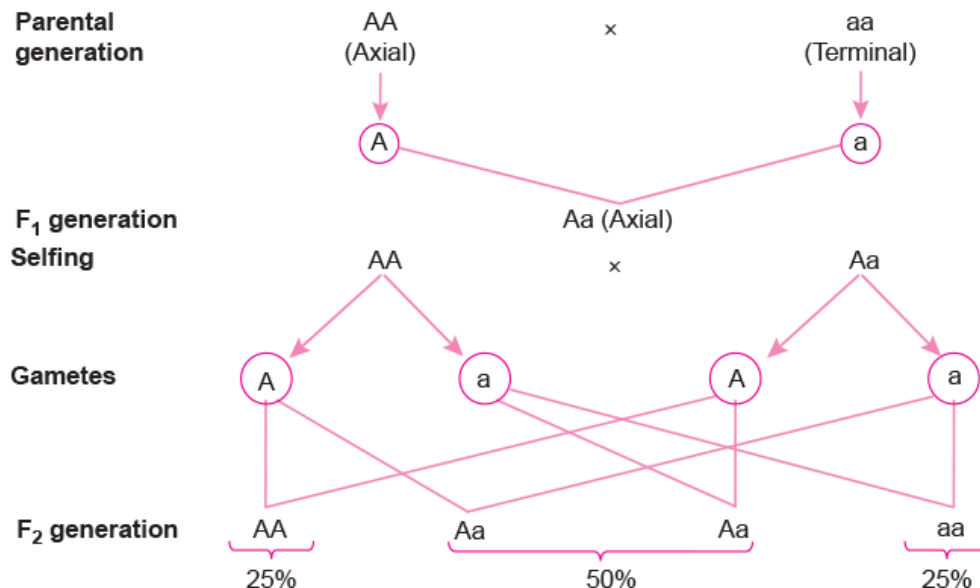 Parental generation AA (Axial) × aa (Terminal)
A a
F₁ generation Aa (Axial)
Selfing AA × Aa
Gametes A a A a
F₂ generation AA Aa Aa aa
25% 50% 25%